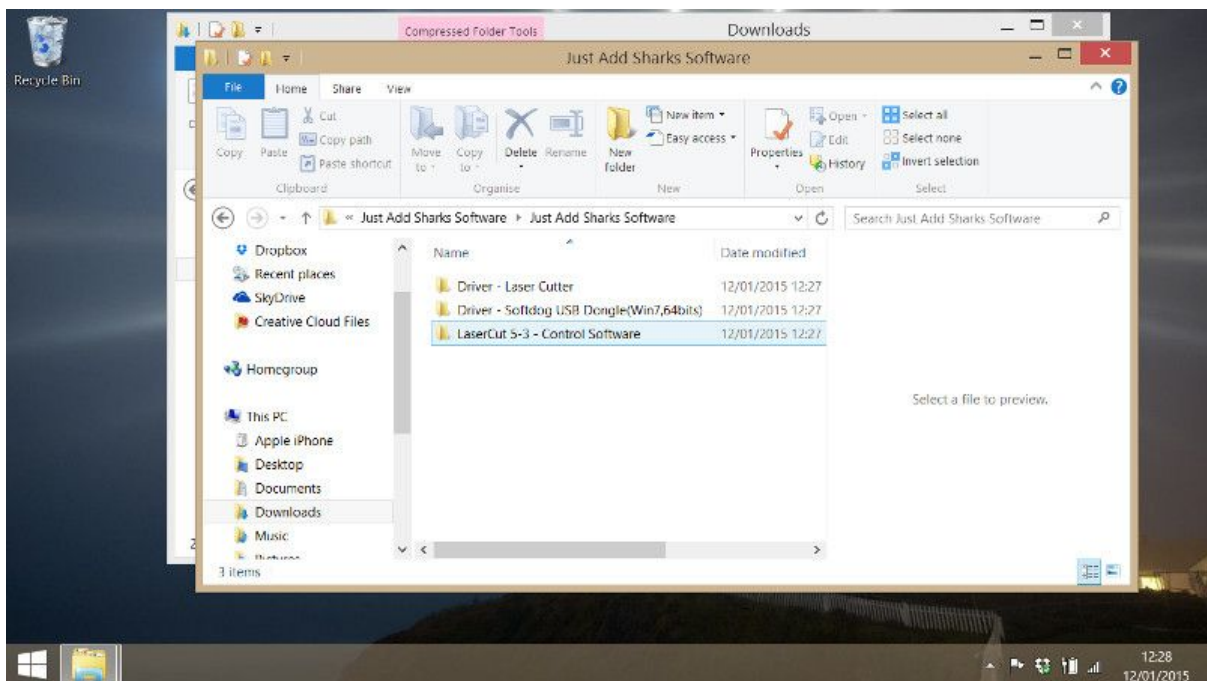 Recycle Bin
Compressed Folder Tools
Downloads
Just Add Sharks Software
File Home Share View
Copy
Paste
Cut
Copy path
Paste shortcut
Clipboard
Move to
Copy to
Delete
Rename
Organise
New folder
New item
Easy access
New
Properties
Open
Edit
History
Open
Select all
Select none
Invert selection
Select
« Just Add Sharks Software Just Add Sharks Software
Search Just Add Sharks Software
Dropbox
Recent places
SkyDrive
Creative Cloud Files
Homegroup
This PC
Apple iPhone
Desktop
Documents
Downloads
Music
Pictures
Name Date modified
Driver - Laser Cutter 12/01/2015 12:27
Driver - Softdog USB Dongle(Win7,64bits) 12/01/2015 12:27
LaserCut 5-3 - Control Software 12/01/2015 12:27
Select a file to preview.
3 items
12:28
12/01/2015